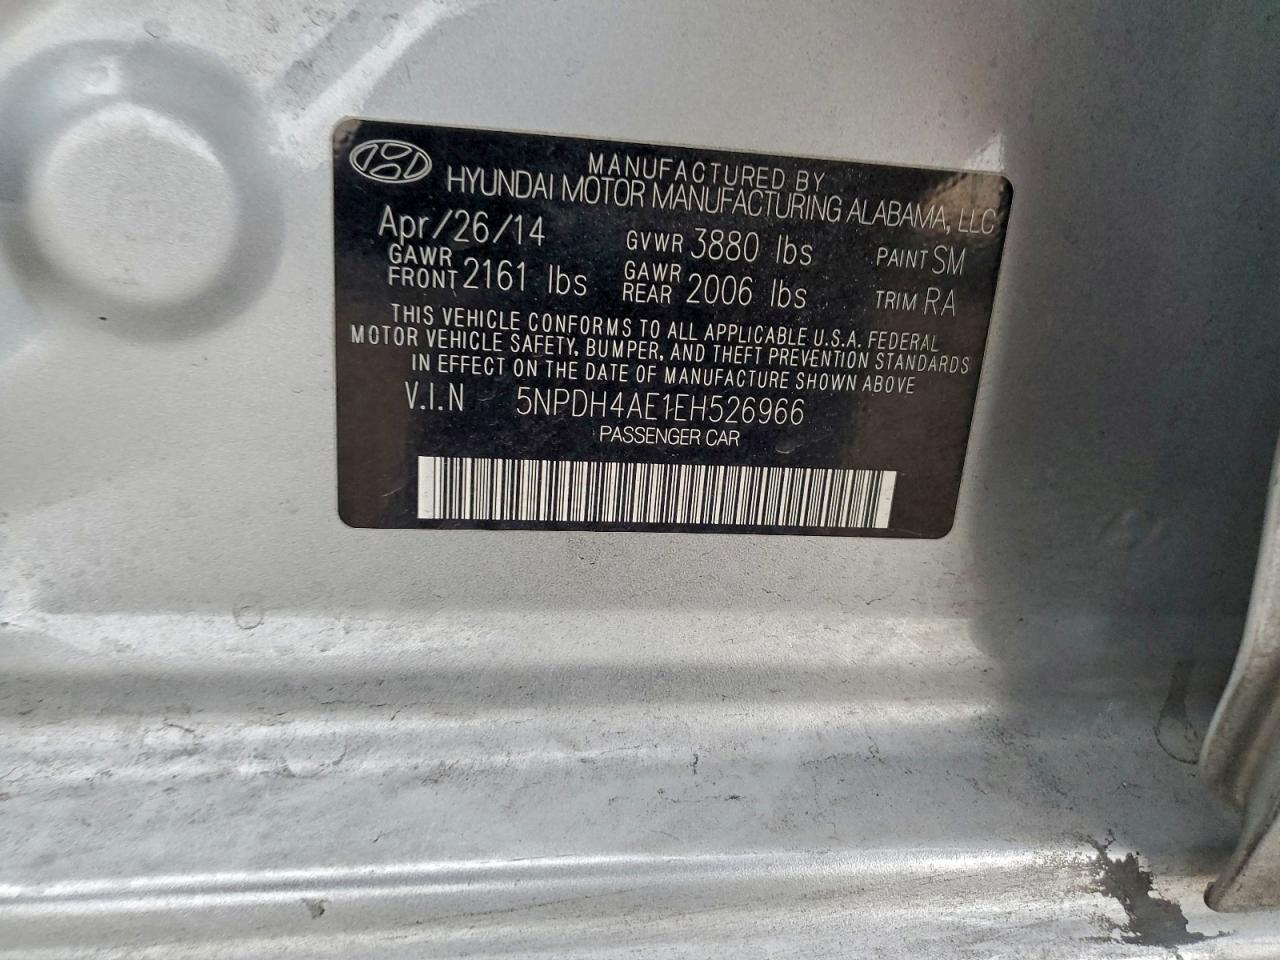 MANUFACTURED BY
HYUNDAI MOTOR MANUFACTURING ALABAMA, LLC
Apr/26/14 GVWR 3880 lbs PAINT SM
GAWR FRONT 2161 lbs GAWR REAR 2006 lbs TRIM RA
THIS VEHICLE CONFORMS TO ALL APPLICABLE U.S.A. FEDERAL
MOTOR VEHICLE SAFETY, BUMPER, AND THEFT PREVENTION STANDARDS
IN EFFECT ON THE DATE OF MANUFACTURE SHOWN ABOVE
V.I.N 5NPDH4AE1EH526966
PASSENGER CAR